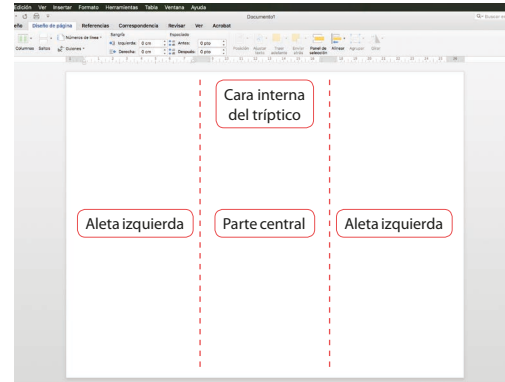 Edición Ver Insertar Formato Herramientas Tabla Ventana Ayuda
Documento1
Diseño de página Referencias Correspondencia Revisar Ver Acrobat
Sangría Espaciado
Números de línea
Izquierda: 0 cm Antes: 0 pto
Columnas Saltos Guiones Derecha: 0 cm Después: 0 pto
Posición Ajustar texto Traer adelante Enviar atrás Panel de selección Alinear Agrupar Girar
Cara interna
del tríptico
Aleta izquierda Parte central Aleta izquierda